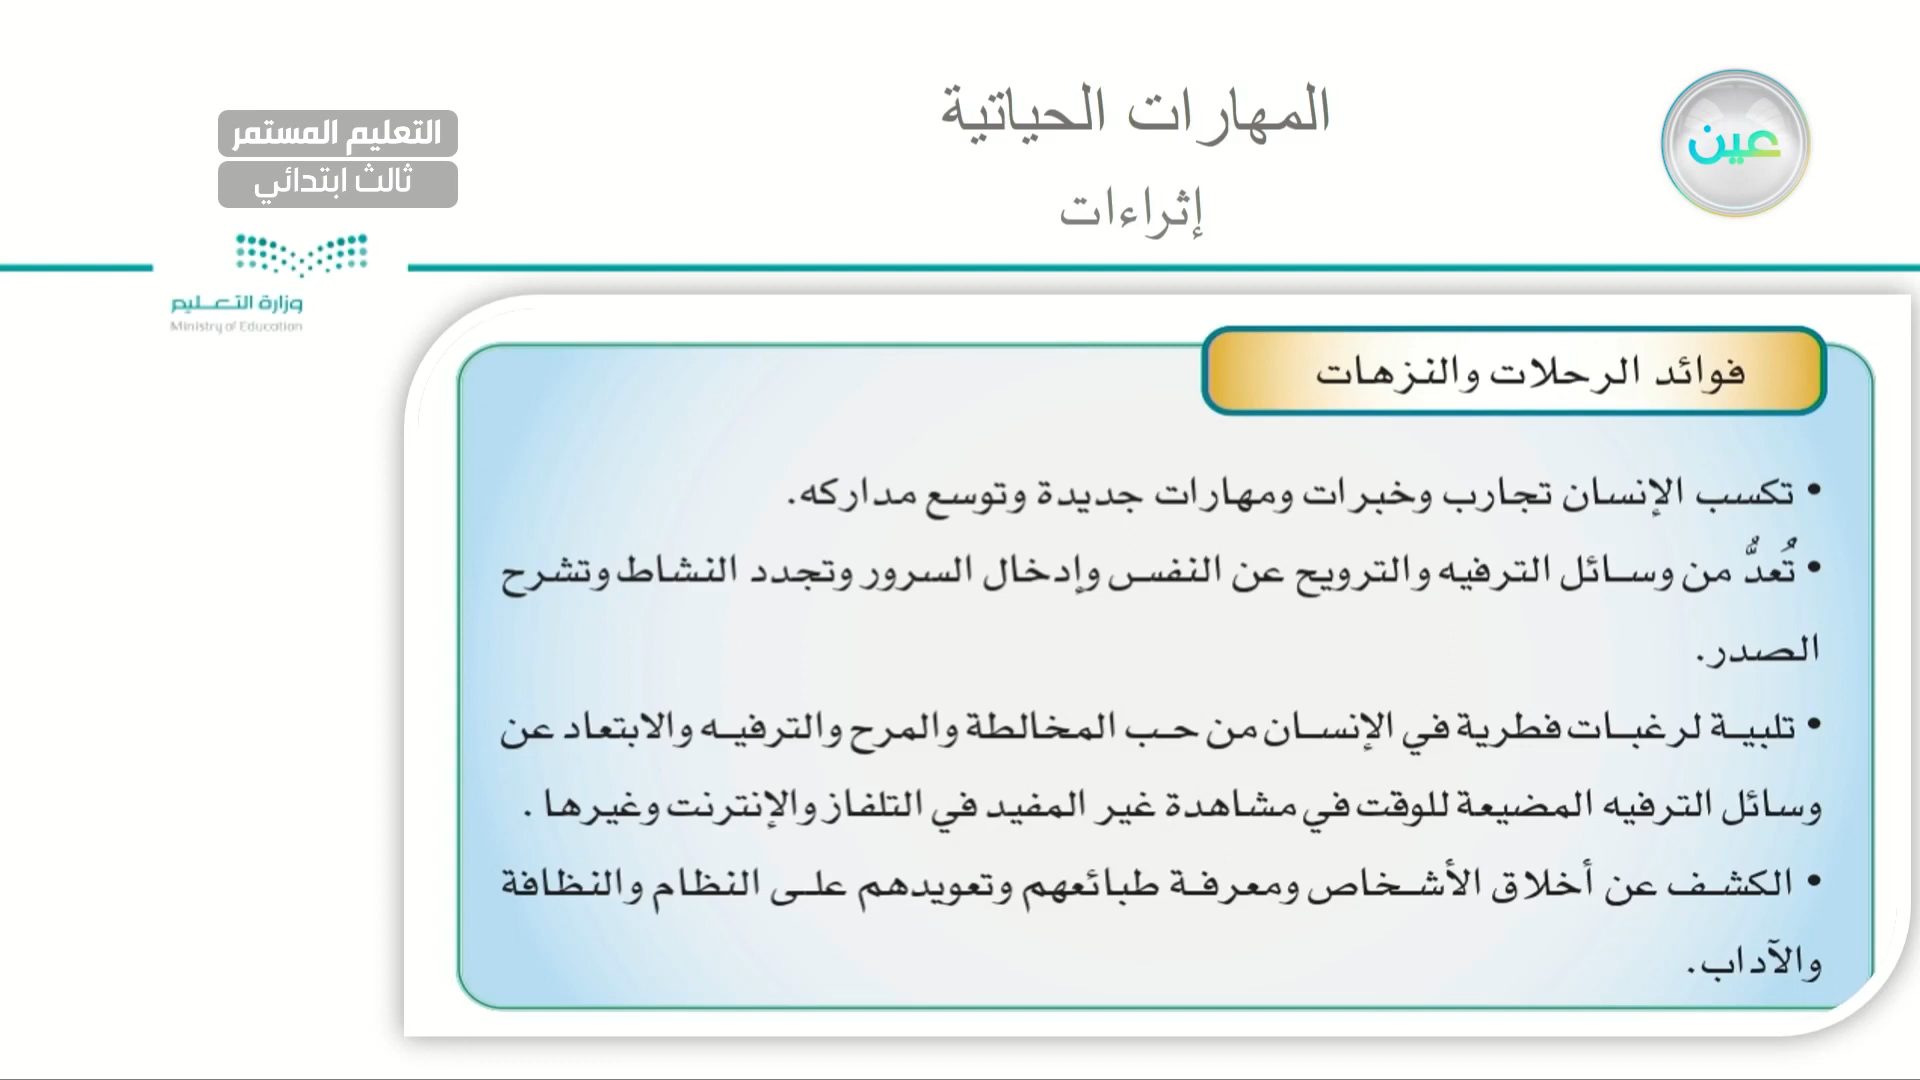 المهارات الحياتية
إثراءات
عين
التعليم المستمر
ثالث ابتدائي
وزارة التعـليم
Ministry of Education
فوائد الرحلات والنزهات
• تكسب الإنسان تجارب وخبرات ومهارات جديدة وتوسع مداركه.
• تُعدُّ من وسائل الترفيه والترويح عن النفس وإدخال السرور وتجدد النشاط وتشرح
الصدر.
• تلبية لرغبات فطرية في الإنسان من حب المخالطة والمرح والترفيه والابتعاد عن
وسائل الترفيه المضيعة للوقت في مشاهدة غير المفيد في التلفاز والإنترنت وغيرها .
• الكشف عن أخلاق الأشخاص ومعرفة طبائعهم وتعويدهم على النظام والنظافة
والآداب.